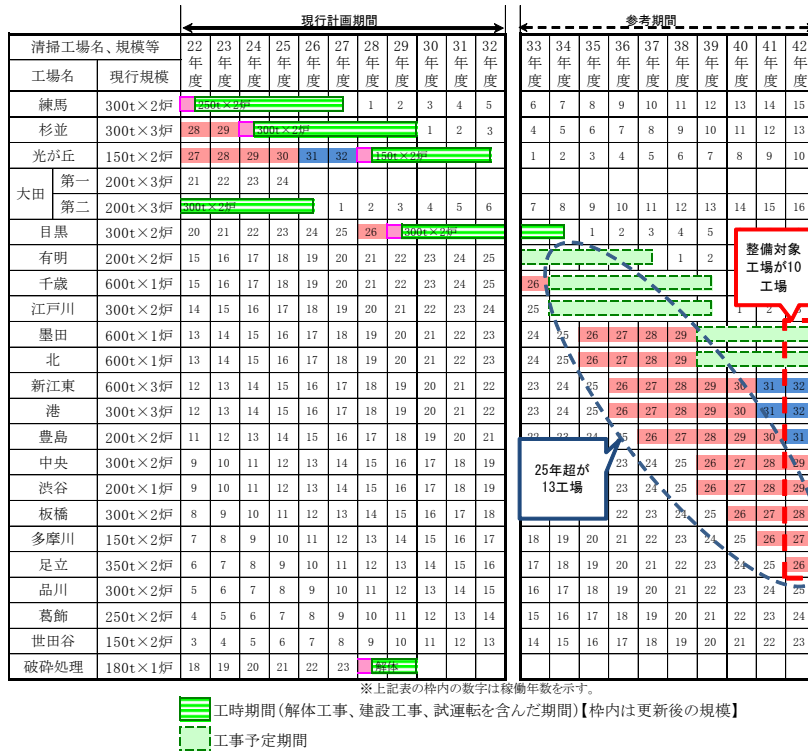 現行計画期間 参考期間
清掃工場名、規模等 22年度 23年度 24年度 25年度 26年度 27年度 28年度 29年度 30年度 31年度 32年度 33年度 34年度 35年度 36年度 37年度 38年度 39年度 40年度 41年度 42年度
工場名 現行規模
練馬 300t×2炉 250t×2炉 1 2 3 4 5 6 7 8 9 10 11 12 13 14 15
杉並 300t×3炉 28 29 300t×2炉 1 2 3 4 5 6 7 8 9 10 11 12 13
光が丘 150t×2炉 27 28 29 30 31 32 150t×2炉 1 2 3 4 5 6 7 8 9 10
大田 第一 200t×3炉 21 22 23 24
第二 200t×3炉 300t×2炉 1 2 3 4 5 6 7 8 9 10 11 12 13 14 15 16
目黒 300t×2炉 20 21 22 23 24 25 26 300t×2炉 1 2 3 4 5
有明 200t×2炉 15 16 17 18 19 20 21 22 23 24 25 1 2
千歳 600t×1炉 15 16 17 18 19 20 21 22 23 24 25 26
江戸川 300t×2炉 14 15 16 17 18 19 20 21 22 23 24 25 1 2
墨田 600t×1炉 13 14 15 16 17 18 19 20 21 22 23 24 25 26 27 28 29
北 600t×1炉 13 14 15 16 17 18 19 20 21 22 23 24 25 26 27 28 29
新江東 600t×3炉 12 13 14 15 16 17 18 19 20 21 22 23 24 25 26 27 28 29 30 31 32
港 300t×3炉 12 13 14 15 16 17 18 19 20 21 22 23 24 25 26 27 28 29 30 31 32
豊島 200t×2炉 11 12 13 14 15 16 17 18 19 20 21 22 23 24 25 26 27 28 29 30 31
中央 300t×2炉 9 10 11 12 13 14 15 16 17 18 19 23 24 25 26 27 28 29
渋谷 200t×1炉 9 10 11 12 13 14 15 16 17 18 19 23 24 25 26 27 28 29
板橋 300t×2炉 8 9 10 11 12 13 14 15 16 17 18 22 23 24 25 26 27 28
多摩川 150t×2炉 7 8 9 10 11 12 13 14 15 16 17 18 19 20 21 22 23 24 25 26 27
足立 350t×2炉 6 7 8 9 10 11 12 13 14 15 16 17 18 19 20 21 22 23 24 25 26
品川 300t×2炉 5 6 7 8 9 10 11 12 13 14 15 16 17 18 19 20 21 22 23 24 25
葛飾 250t×2炉 4 5 6 7 8 9 10 11 12 13 14 15 16 17 18 19 20 21 22 23 24
世田谷 150t×2炉 3 4 5 6 7 8 9 10 11 12 13 14 15 16 17 18 19 20 21 22 23
破砕処理 180t×1炉 18 19 20 21 22 23 解体
整備対象
工場が10
工場
25年超が
13工場
※上記表の枠内の数字は稼働年数を示す。
工時期間(解体工事、建設工事、試運転を含んだ期間)【枠内は更新後の規模】
工事予定期間